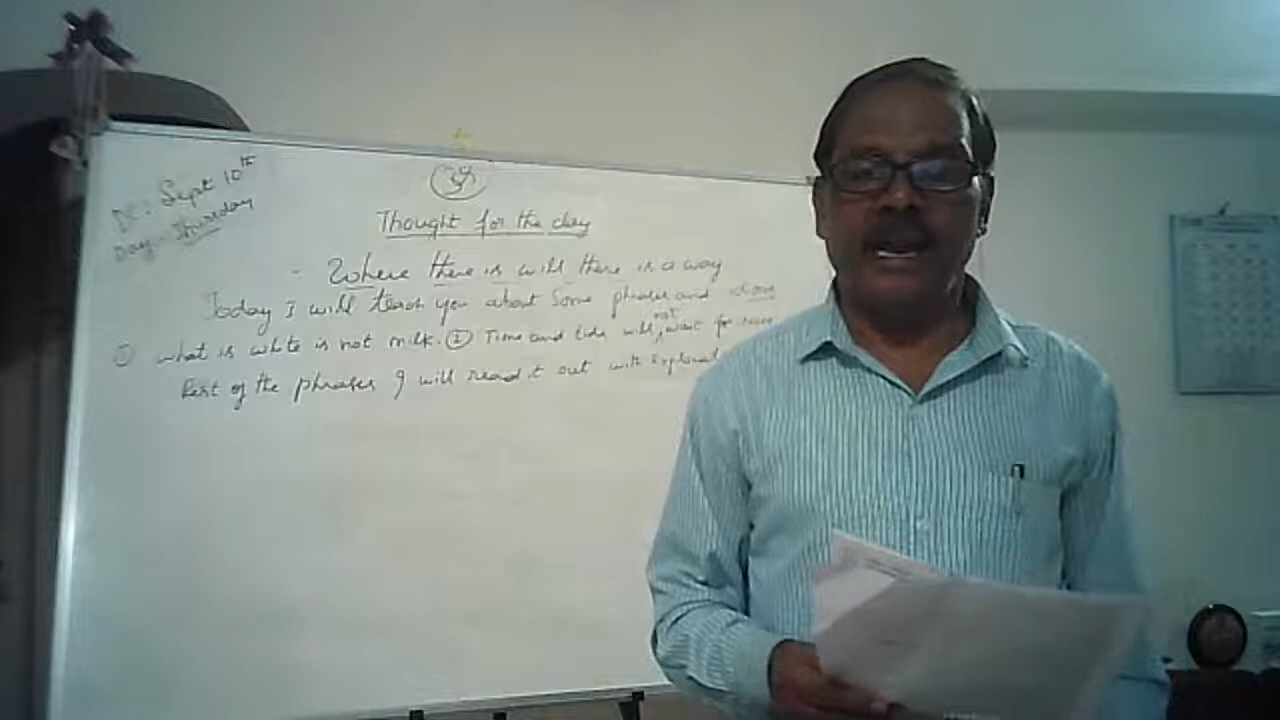 ॐ
Dt: Sept 10th
Day: Thursday
Thought for the day
- Where there is will there is a way
Today I will teach you about some phrases and
① what is white is not milk. ② Time and tide will not wait for
Rest of the phrases I will read it out with